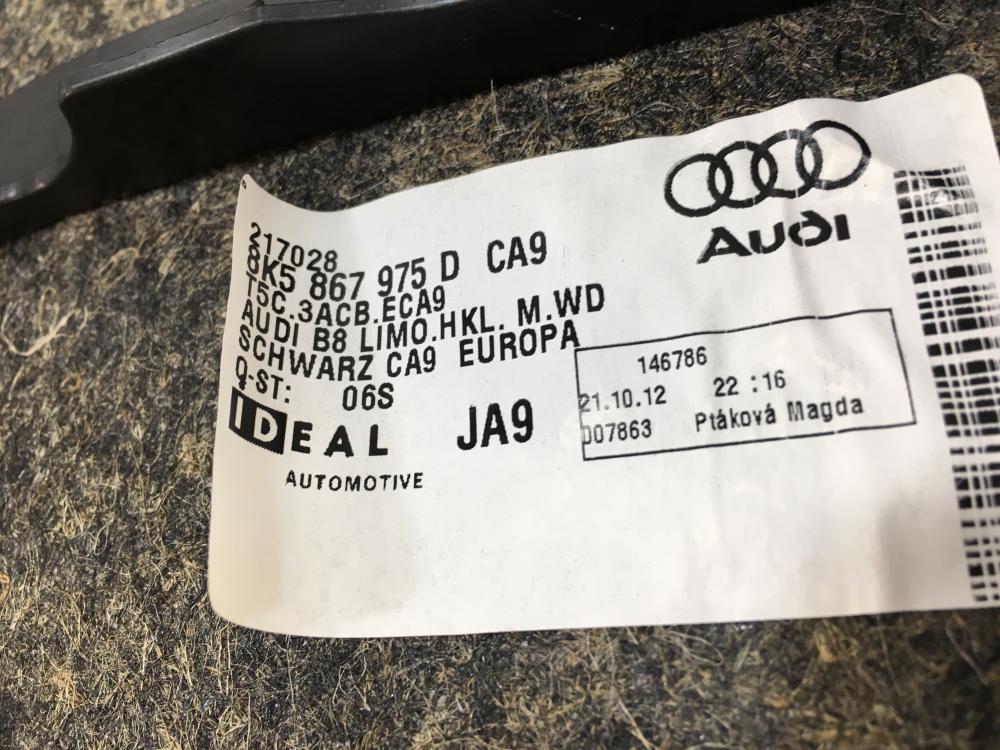 217028
8K5 867 975 D CA9
T5C.3ACB.ECA9
AUDI B8 LIMO.HKL. M.WD
SCHWARZ CA9 EUROPA
Q-ST: 06S
IDEAL
AUTOMOTIVE
JA9
Audi
146786
21.10.12 22:16
D07863 Ptáková Magda